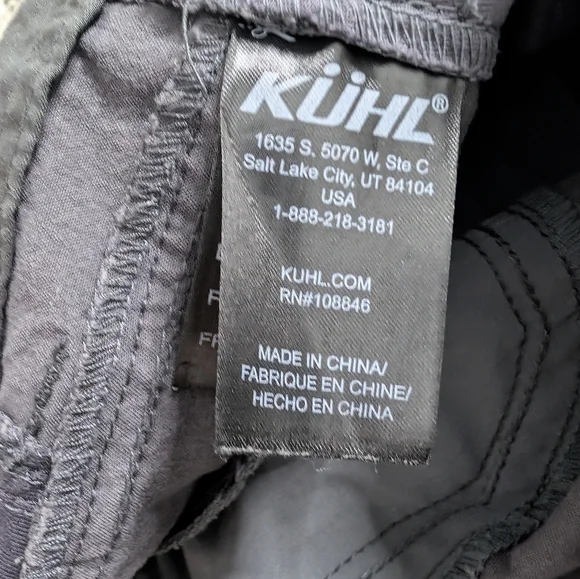 KÜHL®
1635 S. 5070 W, Ste C
Salt Lake City, UT 84104
USA
1-888-218-3181
KUHL.COM
RN#108846
MADE IN CHINA/
FABRIQUE EN CHINE/
HECHO EN CHINA